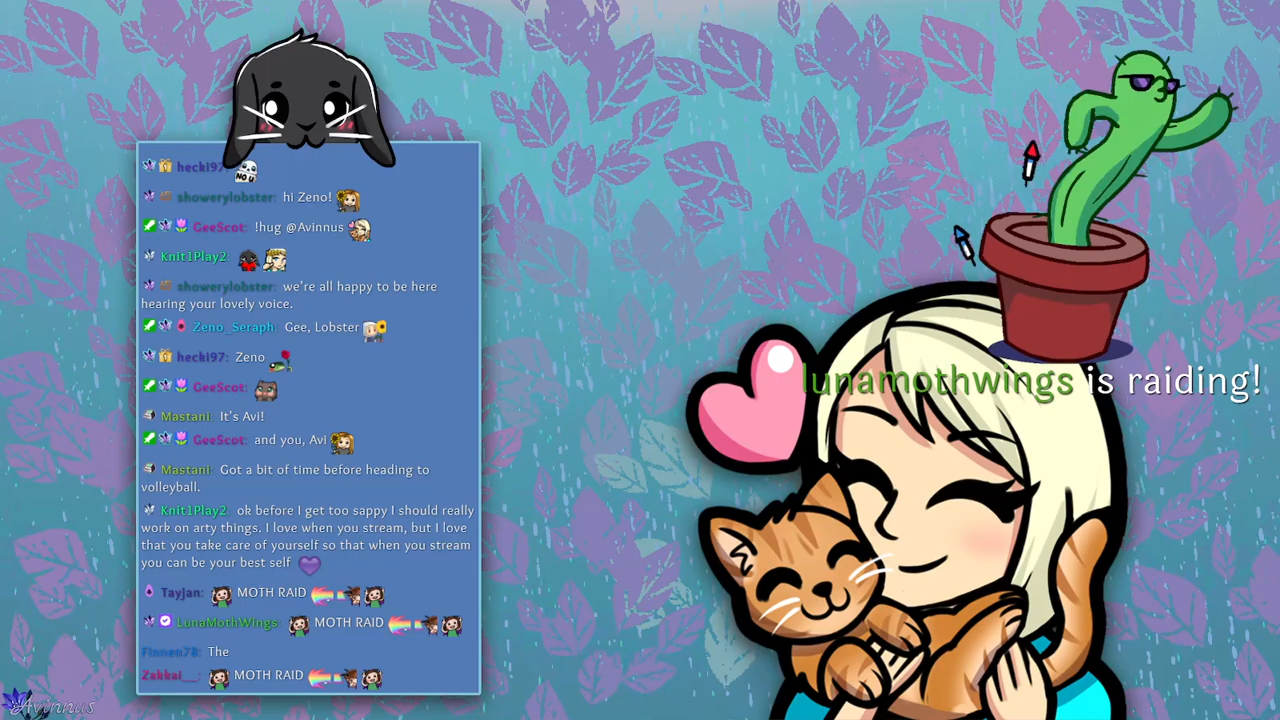 hecki97:
NO U
showerylobster: hi Zeno!
GeeScot: !hug @Avinnus
Knit1Play2:
showerylobster: we're all happy to be here
hearing your lovely voice.
Zeno_Seraph: Gee, Lobster
hecki97: Zeno
GeeScot:
Mastani: It's Avi!
GeeScot: and you, Avi
Mastani: Got a bit of time before heading to
volleyball.
Knit1Play2: ok before I get too sappy I should really
work on arty things. I love when you stream, but I love
that you take care of yourself so that when you stream
you can be your best self
Tayjan: MOTH RAID
LunaMothWings: MOTH RAID
Finnen78: The
Zakkai__: MOTH RAID
lunamothwings is raiding!
Avinnus